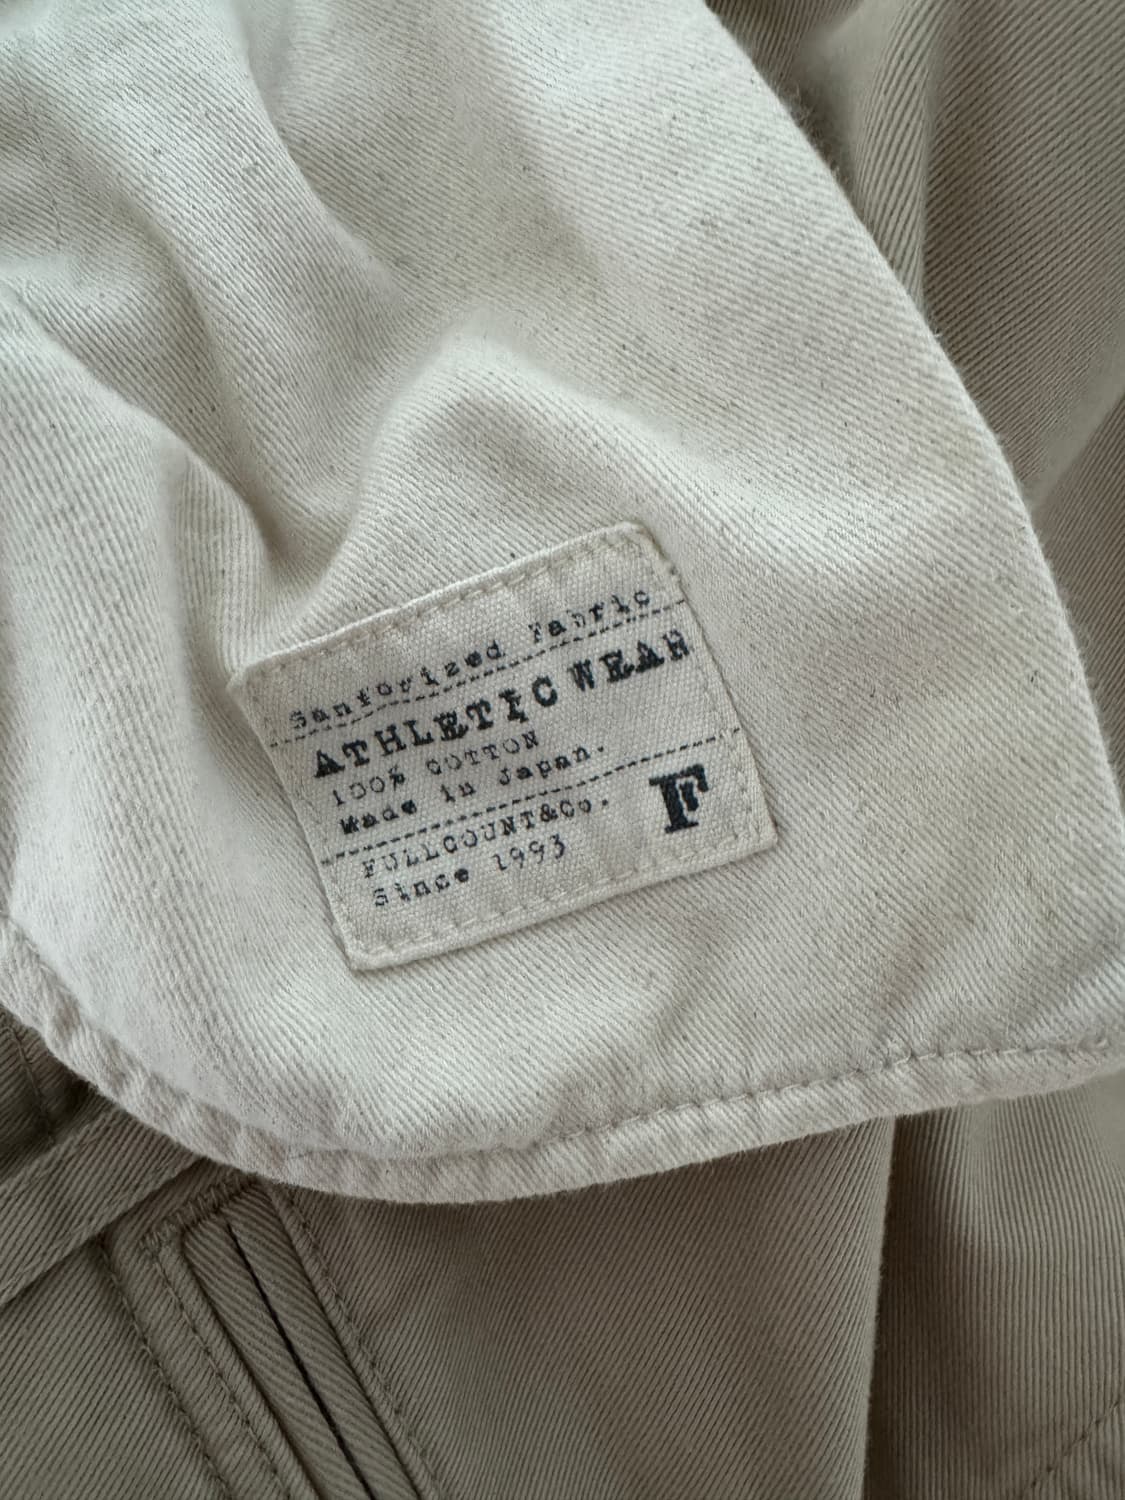 Sanforized Fabric
ATHLETIC WEAR
100% COTTON
Made in Japan.
FULLCOUNT&Co.
Since 1993
F